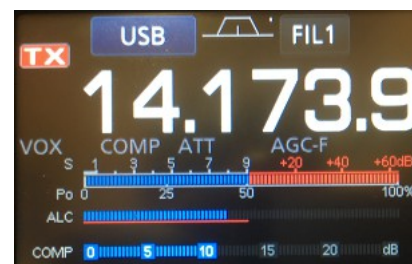 USB FIL1
TX
14.173.9
VOX COMP ATT AGC-F
S 1 3 5 7 9 +20 +40 +60dB
Po 0 25 50 100%
ALC
COMP 0 5 10 15 20 dB